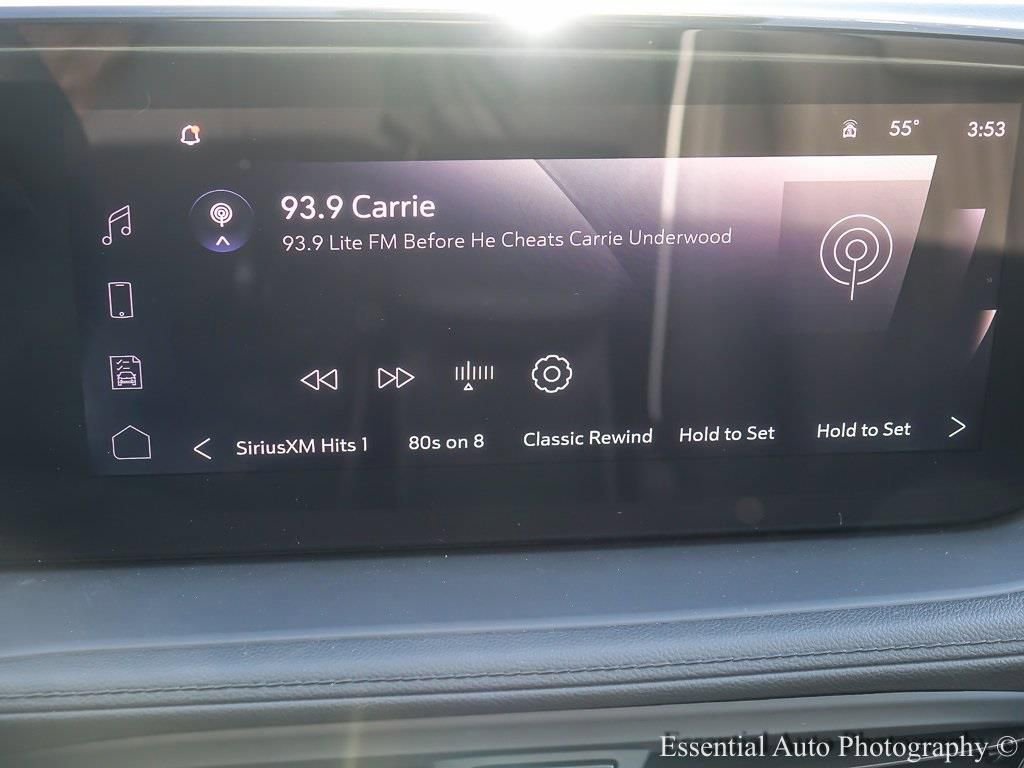 55° 3:53
93.9 Carrie
93.9 Lite FM Before He Cheats Carrie Underwood
SiriusXM Hits 1 80s on 8 Classic Rewind Hold to Set Hold to Set
Essential Auto Photography ©